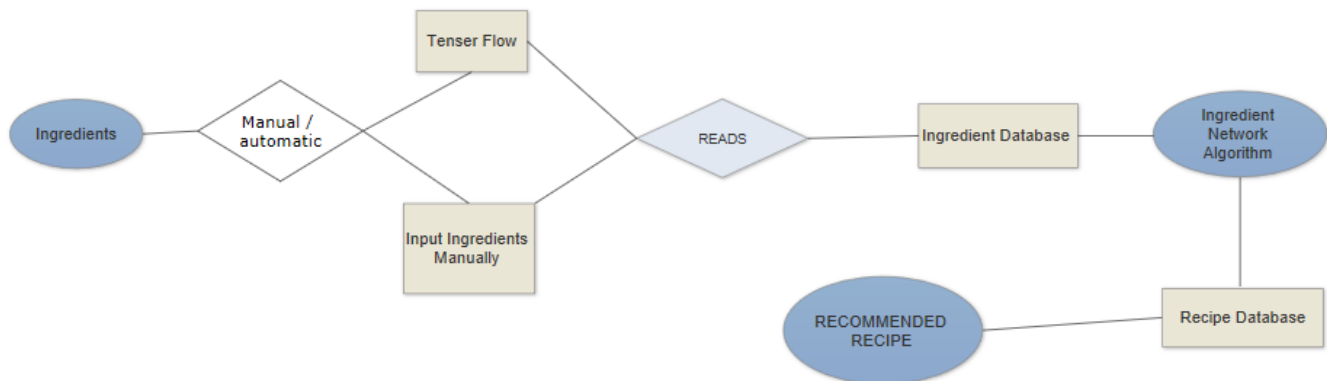 Tenser Flow
Ingredients
Manual /
automatic
Input Ingredients
Manually
READS
Ingredient Database
Ingredient
Network
Algorithm
Recipe Database
RECOMMENDED
RECIPE